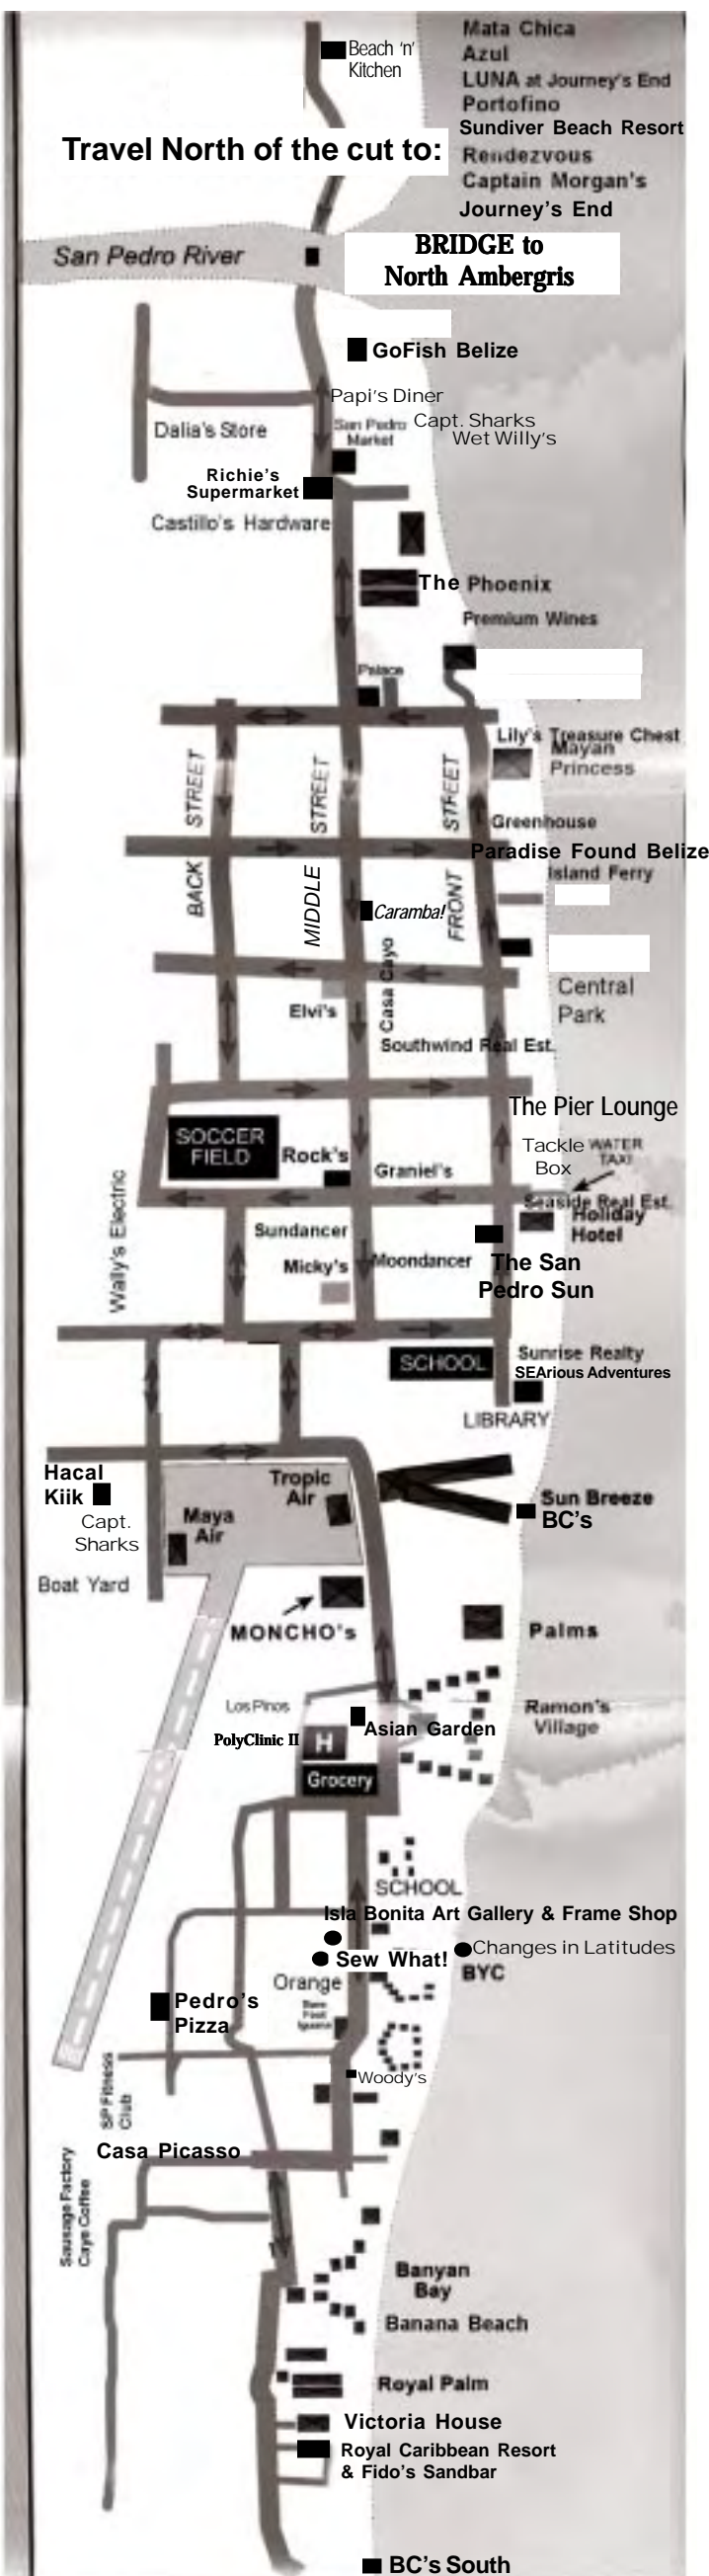 Mata Chica
Azul
LUNA at Journey's End
Portofino
Sundiver Beach Resort
Rendezvous
Captain Morgan's
Journey's End
Beach 'n'
Kitchen
Travel North of the cut to:
San Pedro River
BRIDGE to
North Ambergris
GoFish Belize
Papi's Diner
Dalia's Store
San Pedro
Market
Capt. Sharks
Wet Willy's
Richie's
Supermarket
Castillo's Hardware
The Phoenix
Premium Wines
Palace
Lily's Treasure Chest
Mayan
Princess
BACK STREET
MIDDLE STREET
FRONT STREET
Greenhouse
Paradise Found Belize
Island Ferry
Caramba!
Casa Cayo
Central
Park
Elvi's
Southwind Real Est.
The Pier Lounge
SOCCER
FIELD
Rock's
Graniel's
Tackle
Box
WATER
TAXI
Seaside Real Est.
Holiday
Hotel
Wally's Electric
Sundancer
Micky's
Moondancer
The San
Pedro Sun
SCHOOL
Sunrise Realty
SEArious Adventures
LIBRARY
Hacal
Kiik
Capt.
Sharks
Boat Yard
Tropic
Air
Maya
Air
Sun Breeze
BC's
MONCHO's
Palms
Los Pinos
PolyClinic II
H
Asian Garden
Ramon's
Village
Grocery
SCHOOL
Isla Bonita Art Gallery & Frame Shop
Sew What!
Changes in Latitudes
BYC
Orange
Pedro's
Pizza
SP Fitness
Club
Woody's
Casa Picasso
Sausage Factory
Caye Coffee
Banyan
Bay
Banana Beach
Royal Palm
Victoria House
Royal Caribbean Resort
& Fido's Sandbar
BC's South